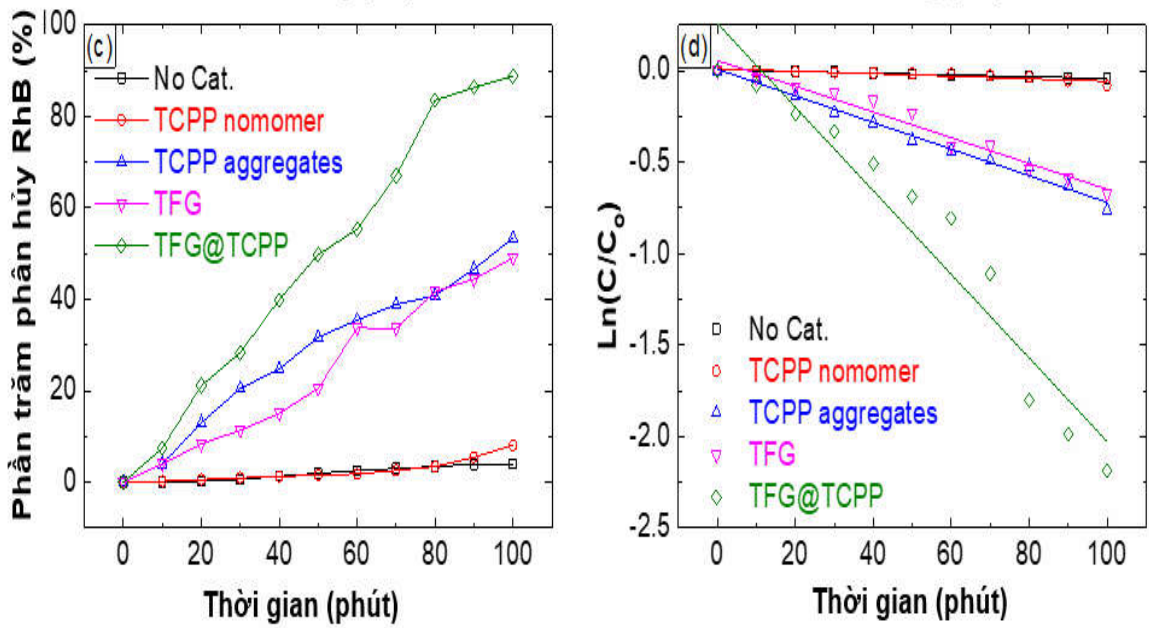 Phần trăm phân hủy RhB (%)
100
80
60
40
20
0
(c)
No Cat.
TCPP nomomer
TCPP aggregates
TFG
TFG@TCPP
0 20 40 60 80 100
Thời gian (phút)
Ln(C/C₀)
0.0
-0.5
-1.0
-1.5
-2.0
-2.5
(d)
No Cat.
TCPP nomomer
TCPP aggregates
TFG
TFG@TCPP
0 20 40 60 80 100
Thời gian (phút)